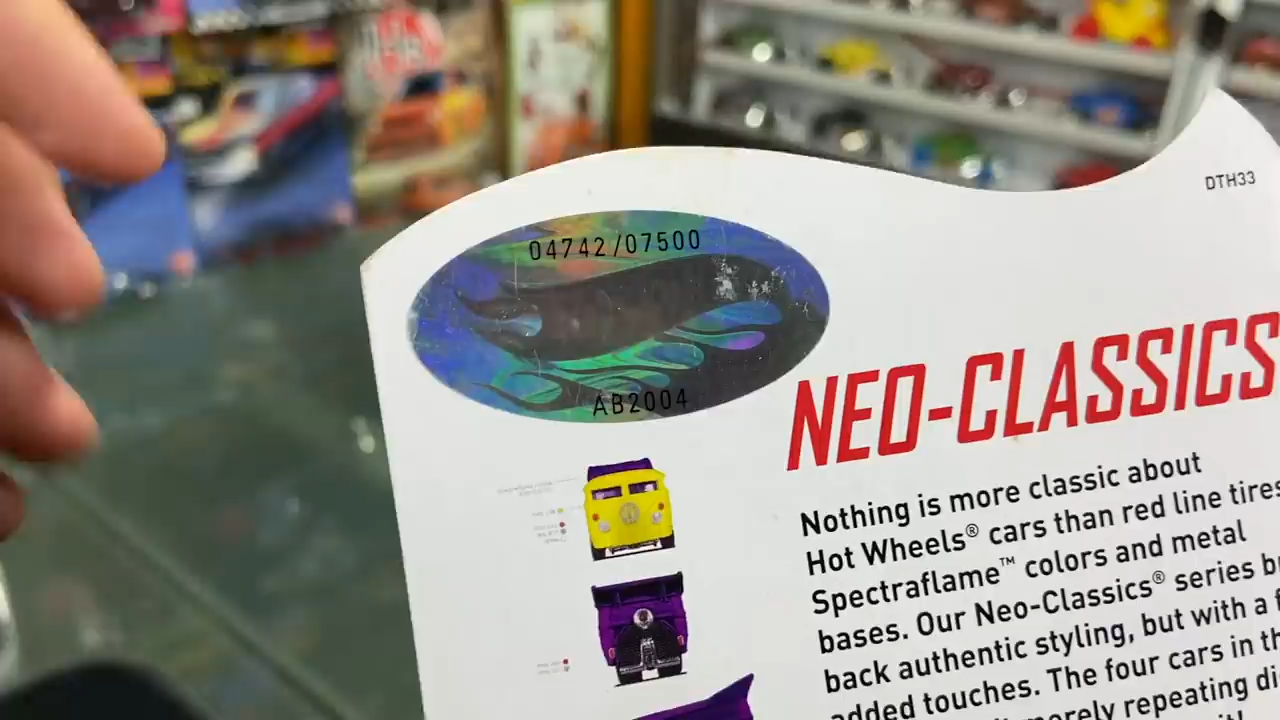 DTH33
04742/07500
AB2004
NEO-CLASSICS
Nothing is more classic about
Hot Wheels® cars than red line tires
Spectraflame™ colors and metal
bases. Our Neo-Classics® series
back authentic styling, but with a
added touches. The four cars in
repeating